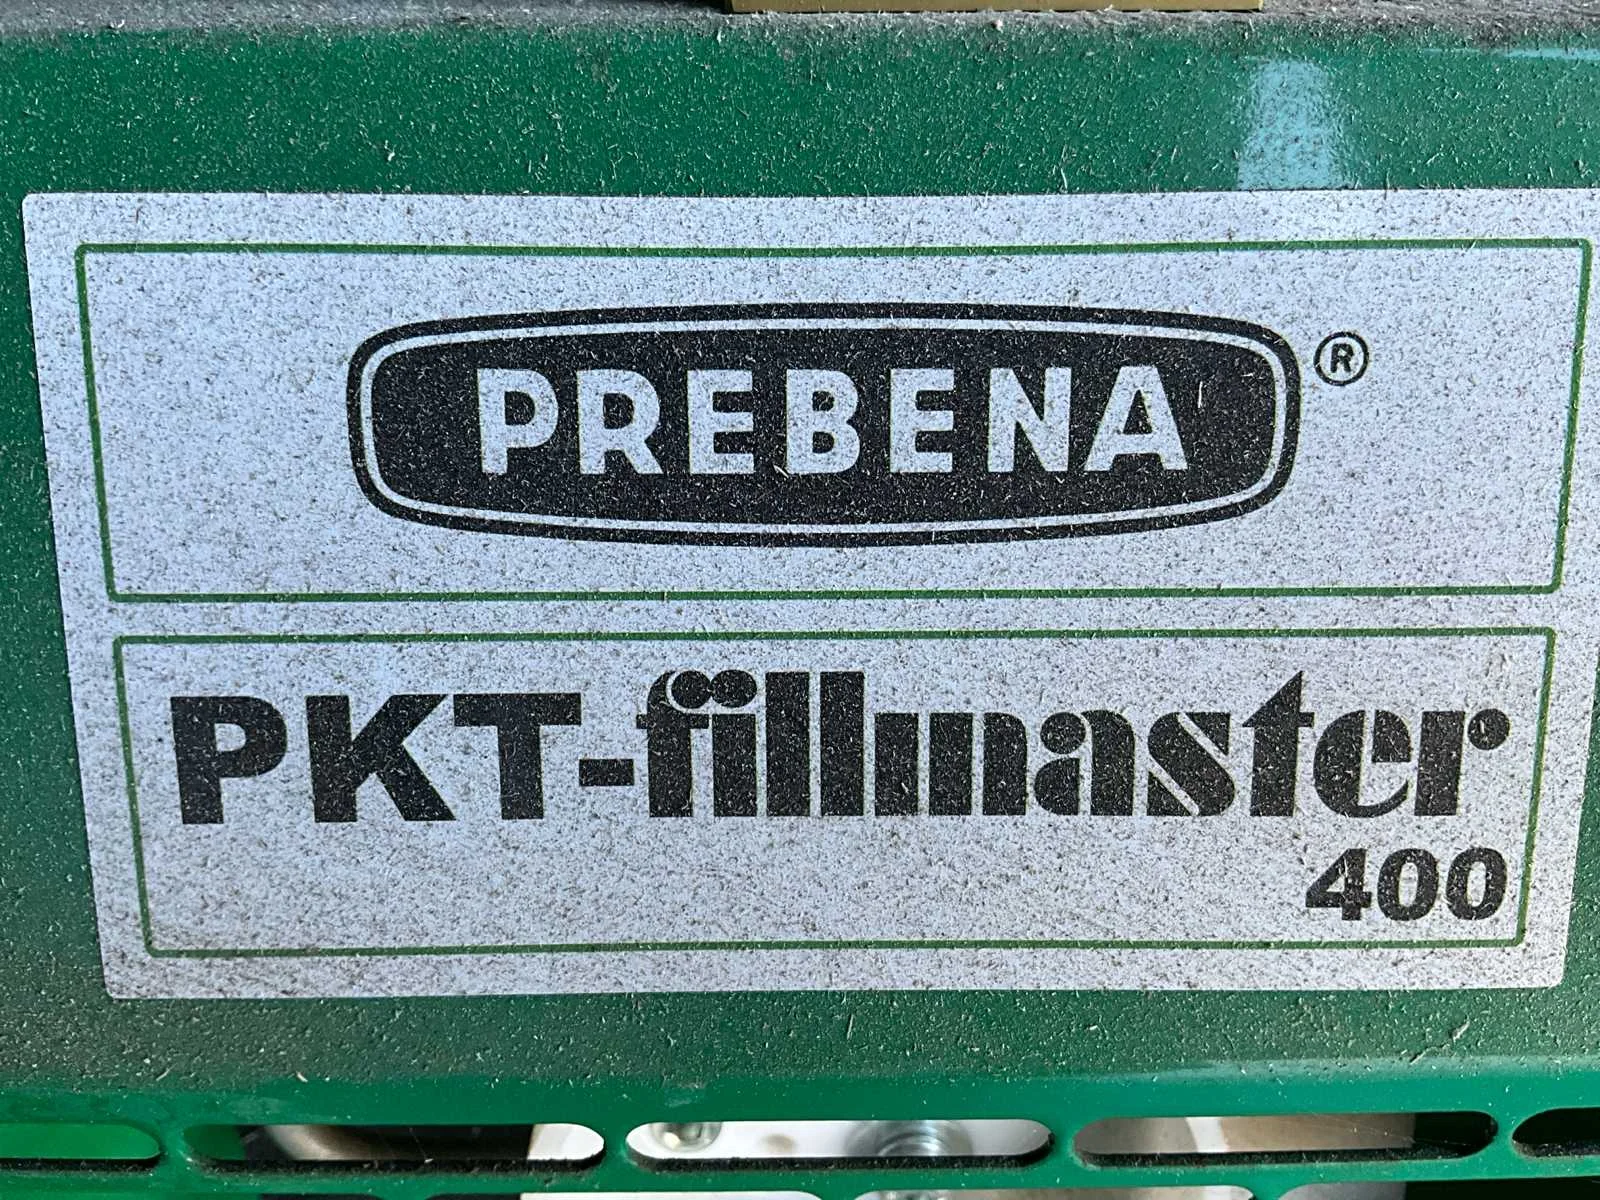 PREBENA ®
PKT-fillmaster
400